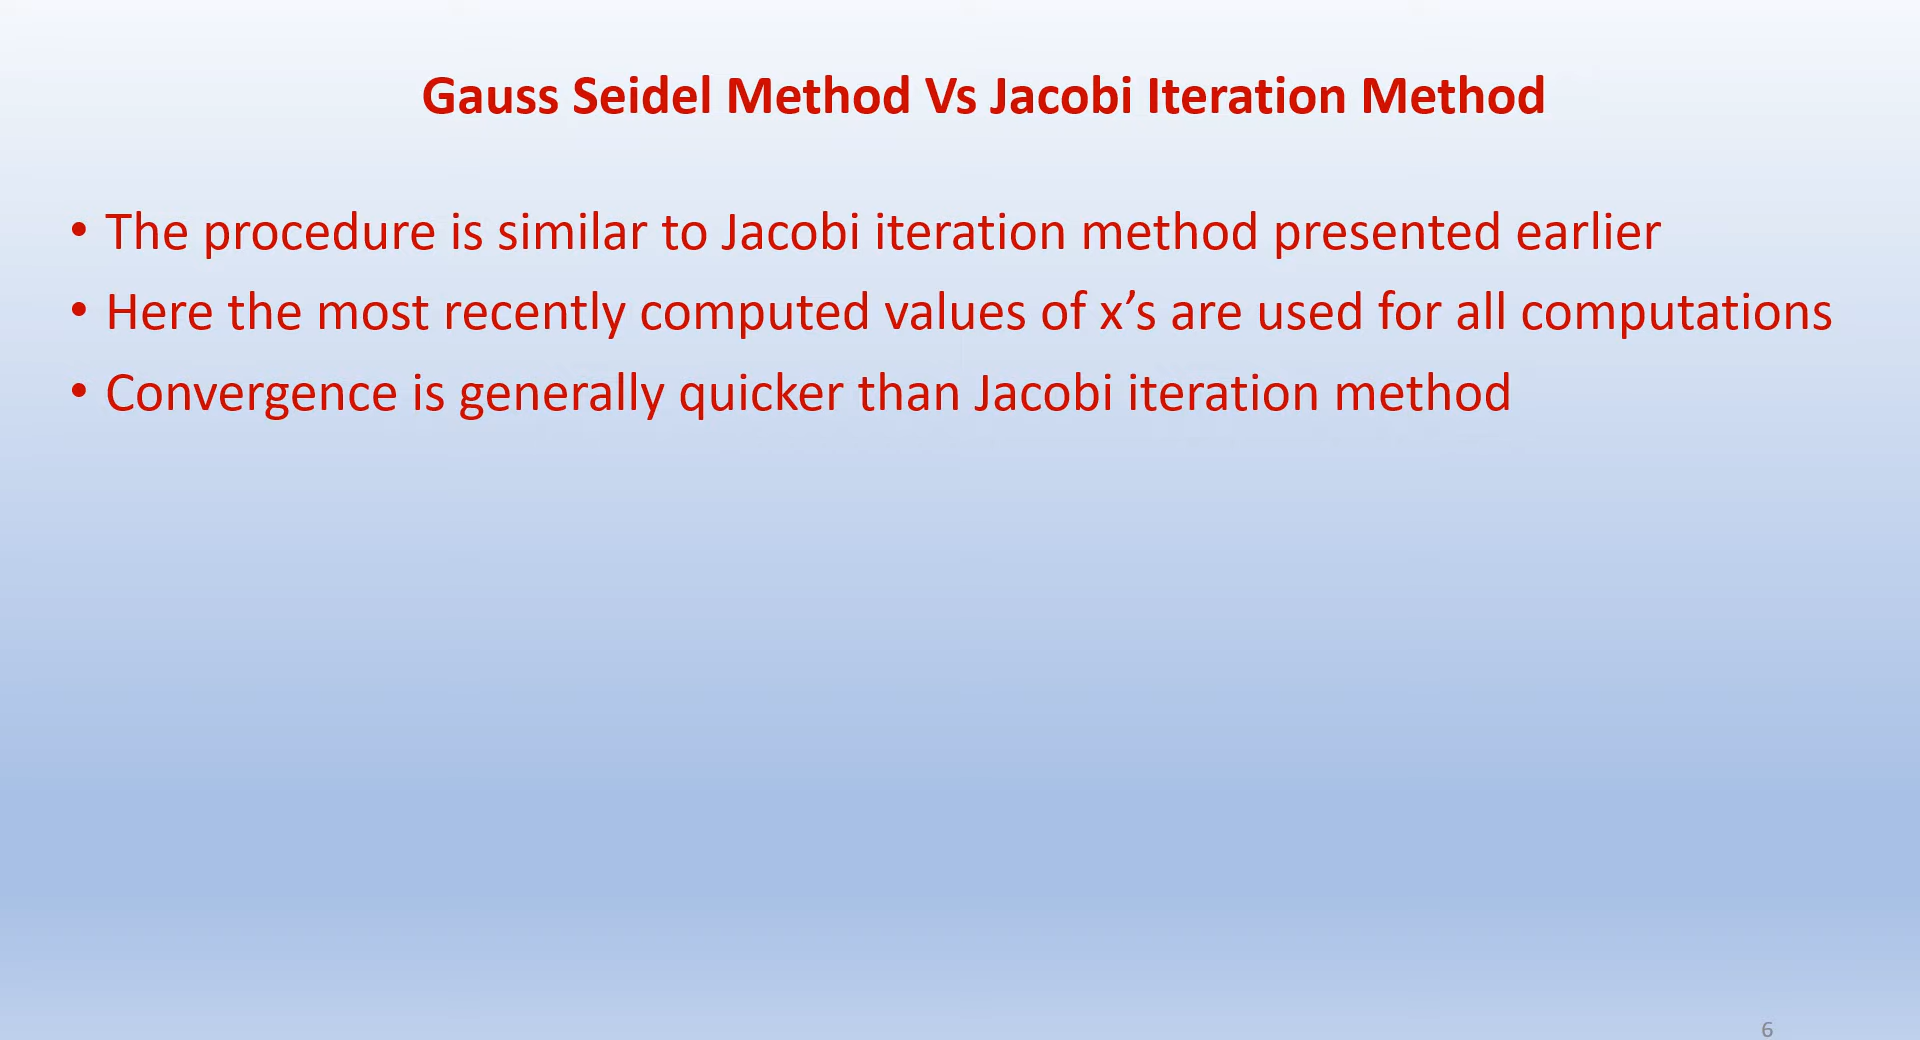 Gauss Seidel Method Vs Jacobi Iteration Method
• The procedure is similar to Jacobi iteration method presented earlier
• Here the most recently computed values of x’s are used for all computations
• Convergence is generally quicker than Jacobi iteration method
6